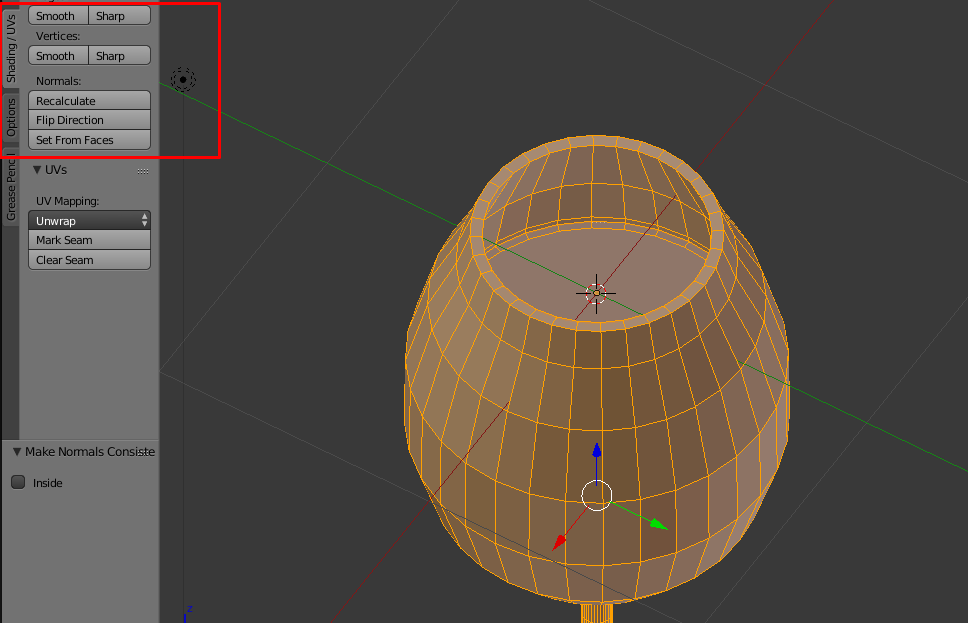 Shading / UVs
Options
Grease Pencil
Smooth Sharp
Vertices:
Smooth Sharp
Normals:
Recalculate
Flip Direction
Set From Faces
UVs
UV Mapping:
Unwrap
Mark Seam
Clear Seam
Make Normals Consiste
Inside
z